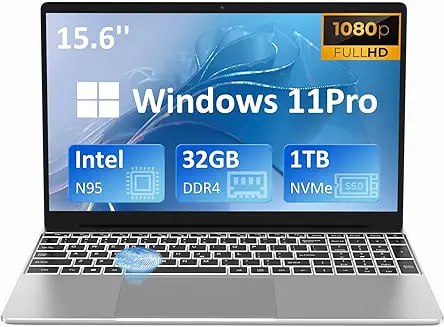 15.6''
1080p
FULLHD
Windows 11Pro
Intel
N95
32GB
DDR4
1TB
NVMe
SSD